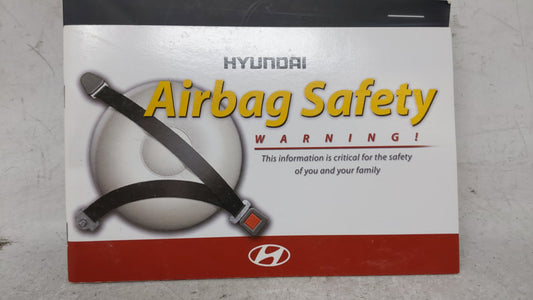 HYUNDAI
Airbag Safety
WARNING!
This information is critical for the safety
of you and your family